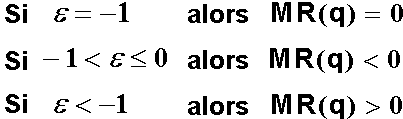 Si ε = −1 alors MR(q) = 0
Si −1 < ε ≤ 0 alors MR(q) < 0
Si ε < −1 alors MR(q) > 0